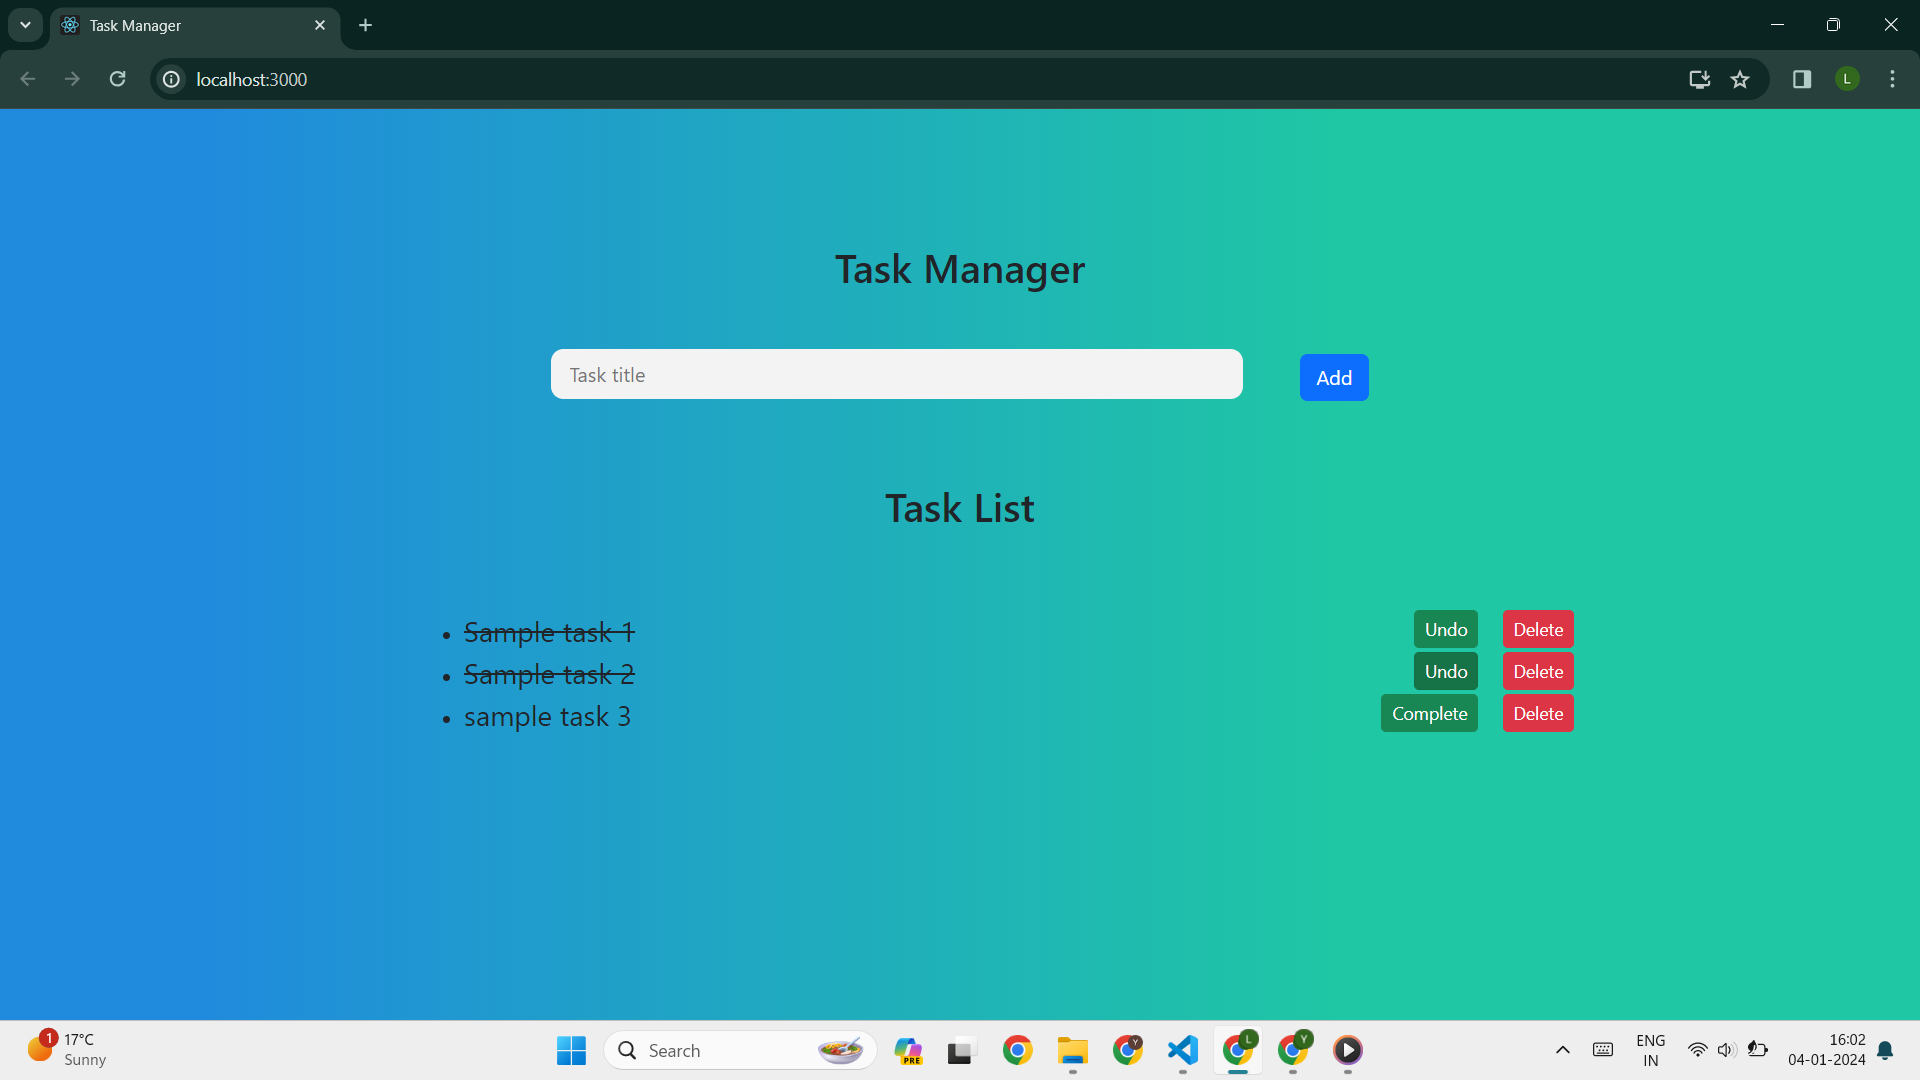 Task Manager
localhost:3000
L
Task Manager
Task title
Add
Task List
Sample task 1
Undo
Delete
Sample task 2
Undo
Delete
sample task 3
Complete
Delete
1
17°C
Sunny
Search
PRE
Y
L
Y
ENG
IN
16:02
04-01-2024